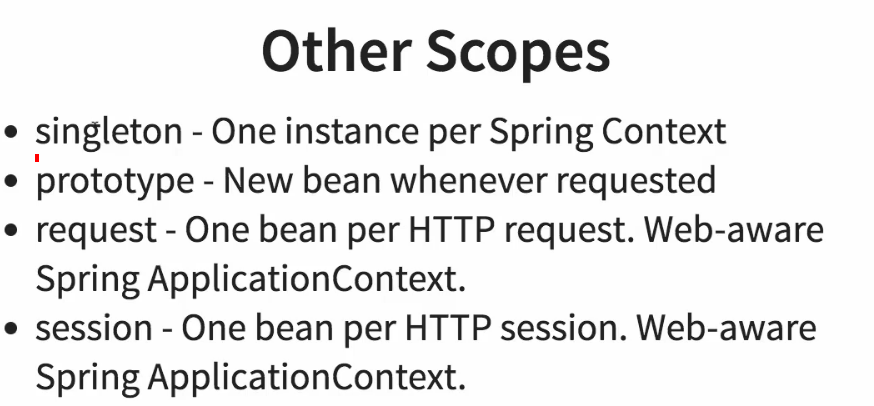 Other Scopes
• singleton - One instance per Spring Context
• prototype - New bean whenever requested
• request - One bean per HTTP request. Web-aware
Spring ApplicationContext.
• session - One bean per HTTP session. Web-aware
Spring ApplicationContext.